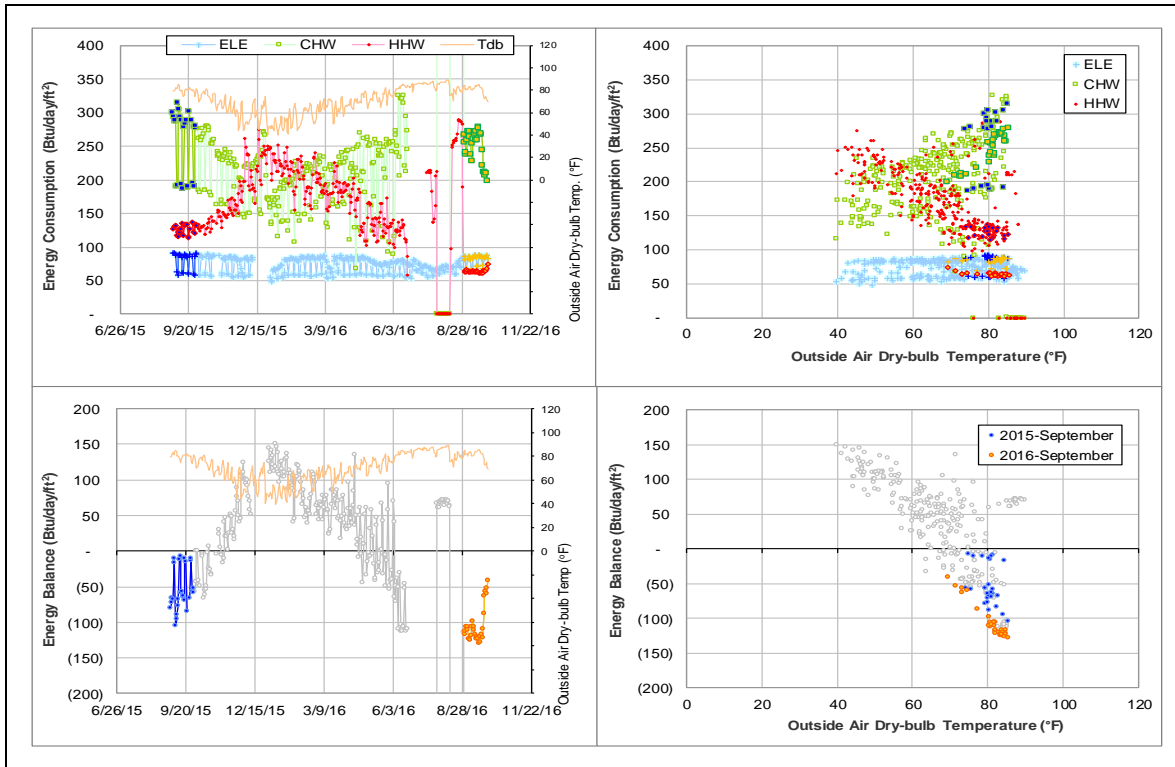 ELE CHW HHW Tdb
Energy Consumption (Btu/day/ft²)
400
350
300
250
200
150
100
50
-
120
100
80
60
40
20
0
Outside Air Dry-bulb Temp. (°F)
6/26/15 9/20/15 12/15/15 3/9/16 6/3/16 8/28/16 11/22/16
Energy Consumption (Btu/day/ft²)
400
350
300
250
200
150
100
50
-
ELE
CHW
HHW
0 20 40 60 80 100 120
Outside Air Dry-bulb Temperature (°F)
Energy Balance (Btu/day/ft²)
200
150
100
50
-
(50)
(100)
(150)
(200)
120
100
80
60
40
20
0
Outside Air Dry-bulb Temp (°F)
6/26/15 9/20/15 12/15/15 3/9/16 6/3/16 8/28/16 11/22/16
Energy Balance (Btu/day/ft²)
200
150
100
50
-
(50)
(100)
(150)
(200)
2015-September
2016-September
0 20 40 60 80 100 120
Outside Air Dry-bulb Temperature (°F)